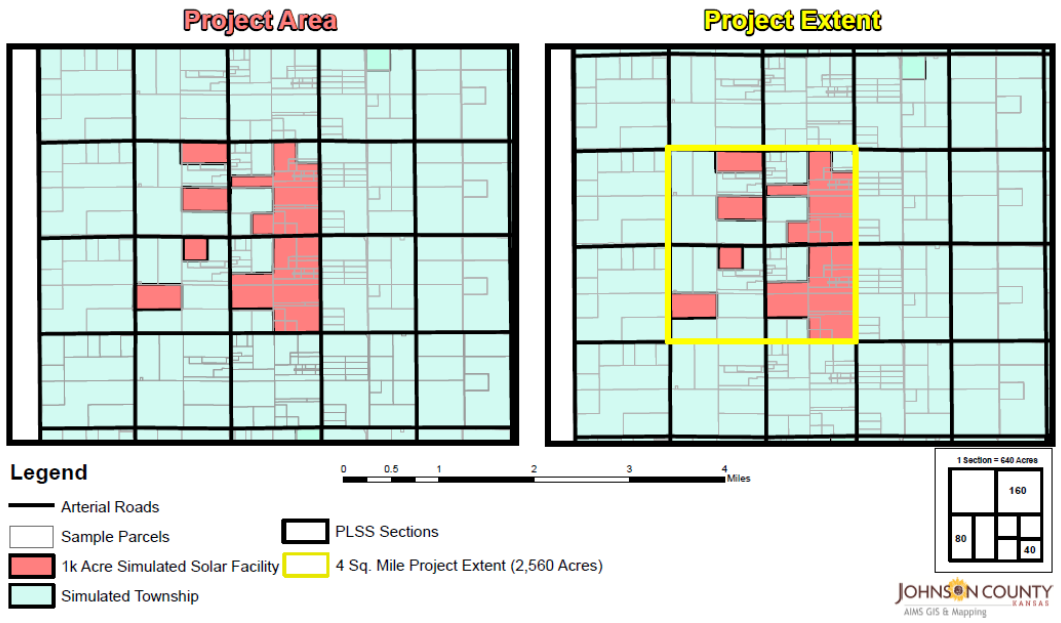 Project Area
Project Extent
Legend
Arterial Roads
Sample Parcels
1k Acre Simulated Solar Facility
Simulated Township
PLSS Sections
4 Sq. Mile Project Extent (2,560 Acres)
0 0.5 1 2 3 4
Miles
1 Section = 640 Acres
160
80
40
JOHNSON COUNTY
KANSAS
AIMS GIS & Mapping